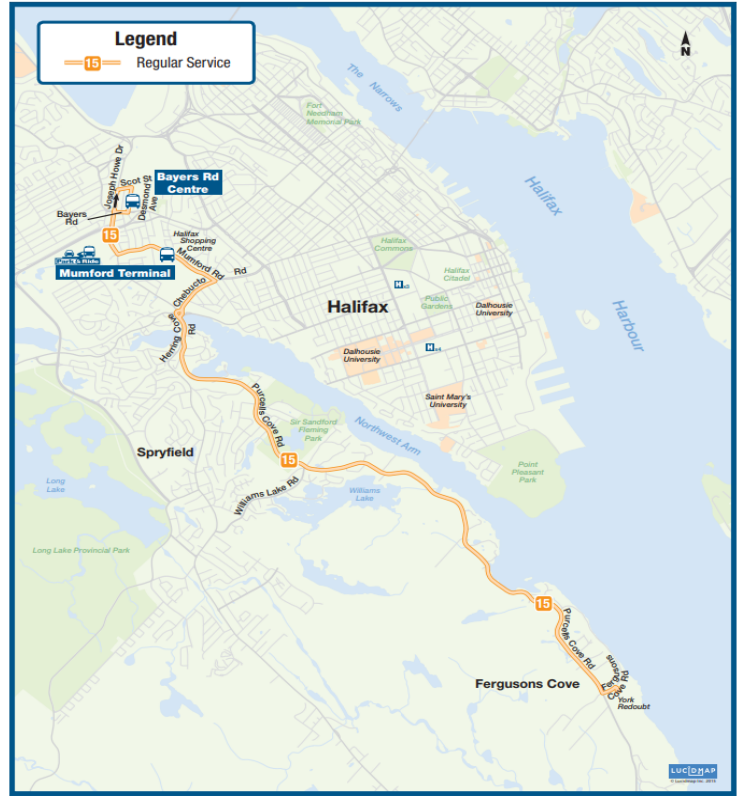 Legend
15 Regular Service
N
The Narrows
Fort
Needham
Memorial Park
Joseph Howe Dr
Scot St
Desmond
Ave
Bayers Rd
Centre
Bayers
Rd
15
Halifax
Shopping
Centre
Park & Ride
Mumford Terminal
Mumford Rd
Chebucto Rd
Herring Cove
Rd
Halifax
Harbour
Halifax
Commons
Halifax
Citadel
Public
Gardens
Dalhousie
University
Halifax
H
H
Dalhousie
University
Saint Mary's
University
Purcells Cove Rd
Sir Sandford
Fleming
Park
Northwest Arm
Spryfield
15
Point
Pleasant
Park
Long
Lake
Williams Lake Rd
Williams
Lake
Long Lake Provincial Park
15
Purcells Cove Rd
Fergusons Cove
Fergusons
Cove Rd
York
Redoubt
LUCIDMAP